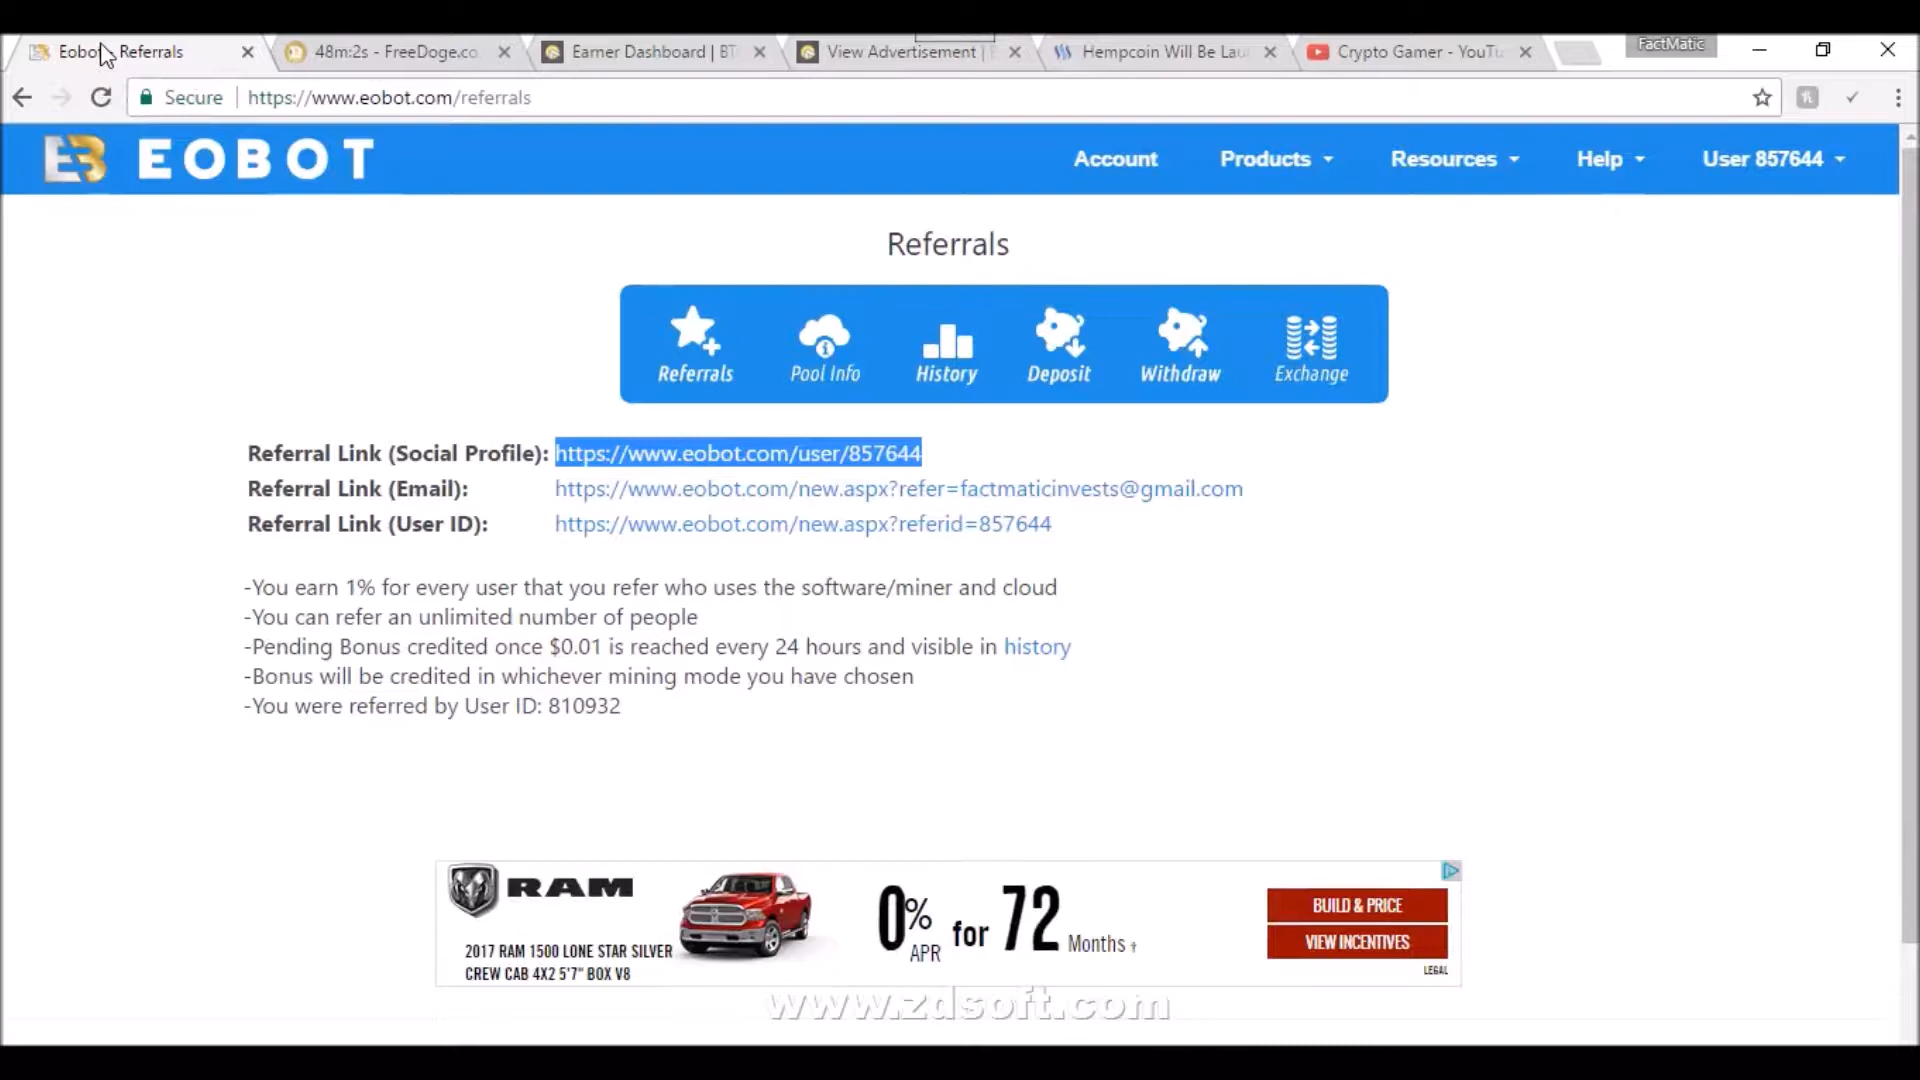 Eobot - Referrals
48m:2s - FreeDoge.co
Earner Dashboard | BT
View Advertisement |
Hempcoin Will Be Lau
Crypto Gamer - YouTu
FactMatic
Secure
https://www.eobot.com/referrals
EOBOT
Account
Products
Resources
Help
User 857644
Referrals
Referrals
Pool Info
History
Deposit
Withdraw
Exchange
Referral Link (Social Profile): https://www.eobot.com/user/857644
Referral Link (Email): https://www.eobot.com/new.aspx?refer=factmaticinvests@gmail.com
Referral Link (User ID): https://www.eobot.com/new.aspx?referid=857644
-You earn 1% for every user that you refer who uses the software/miner and cloud
-You can refer an unlimited number of people
-Pending Bonus credited once $0.01 is reached every 24 hours and visible in history
-Bonus will be credited in whichever mining mode you have chosen
-You were referred by User ID: 810932
RAM
2017 RAM 1500 LONE STAR SILVER
CREW CAB 4X2 5'7" BOX V8
0% APR for 72 Months †
BUILD & PRICE
VIEW INCENTIVES
LEGAL
www.zdsoft.com